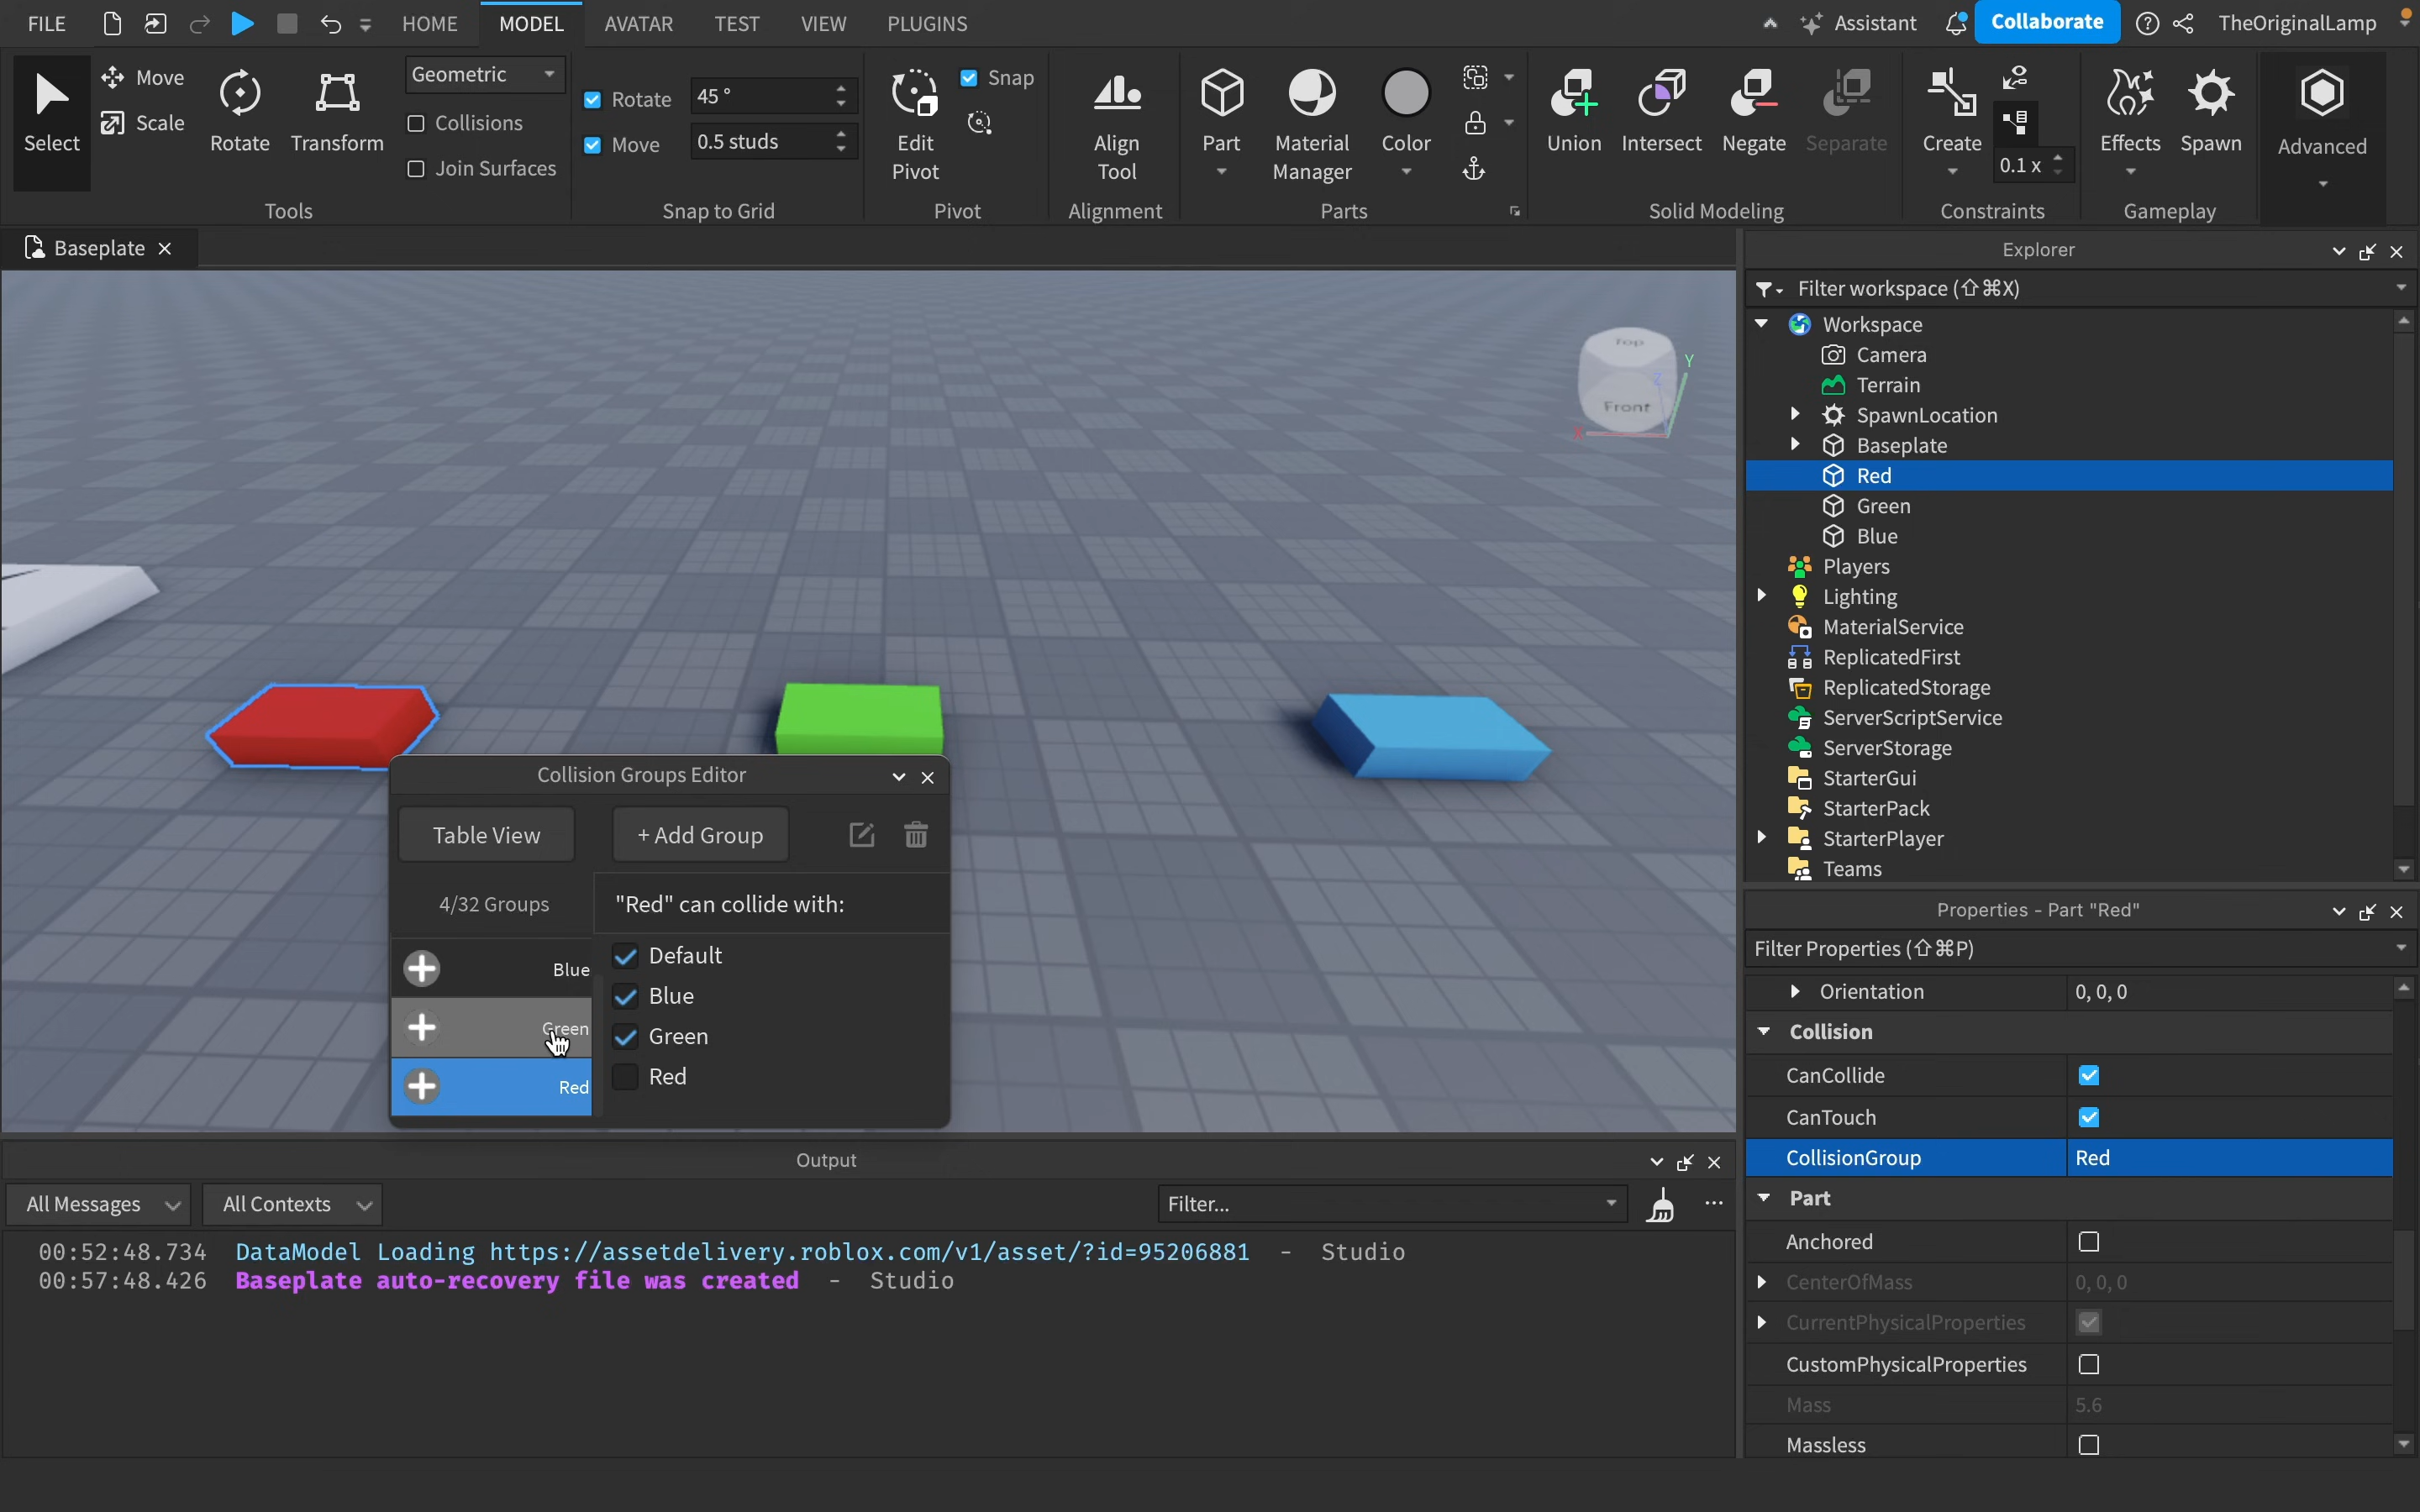 FILE HOME MODEL AVATAR TEST VIEW PLUGINS Assistant Collaborate TheOriginalLamp
Select Move Scale Rotate Transform Geometric Collisions Join Surfaces
Tools
Rotate 45 °
Move 0.5 studs
Snap to Grid
Edit Pivot Snap
Pivot
Align Tool
Alignment
Part Material Manager Color
Parts
Union Intersect Negate Separate
Solid Modeling
Create 0.1 x
Constraints
Effects Spawn
Gameplay
Advanced
Baseplate
Top
Front
X
Y
Z
Collision Groups Editor
Table View + Add Group
4/32 Groups "Red" can collide with:
Blue
Green
Red
Default
Blue
Green
Red
Explorer
Filter workspace (⇧⌘X)
Workspace
Camera
Terrain
SpawnLocation
Baseplate
Red
Green
Blue
Players
Lighting
MaterialService
ReplicatedFirst
ReplicatedStorage
ServerScriptService
ServerStorage
StarterGui
StarterPack
StarterPlayer
Teams
Properties - Part "Red"
Filter Properties (⇧⌘P)
Orientation 0, 0, 0
Collision
CanCollide
CanTouch
CollisionGroup Red
Part
Anchored
CenterOfMass 0, 0, 0
CurrentPhysicalProperties
CustomPhysicalProperties
Mass 5.6
Massless
Output
All Messages All Contexts Filter...
00:52:48.734 DataModel Loading https://assetdelivery.roblox.com/v1/asset/?id=95206881 - Studio
00:57:48.426 Baseplate auto-recovery file was created - Studio